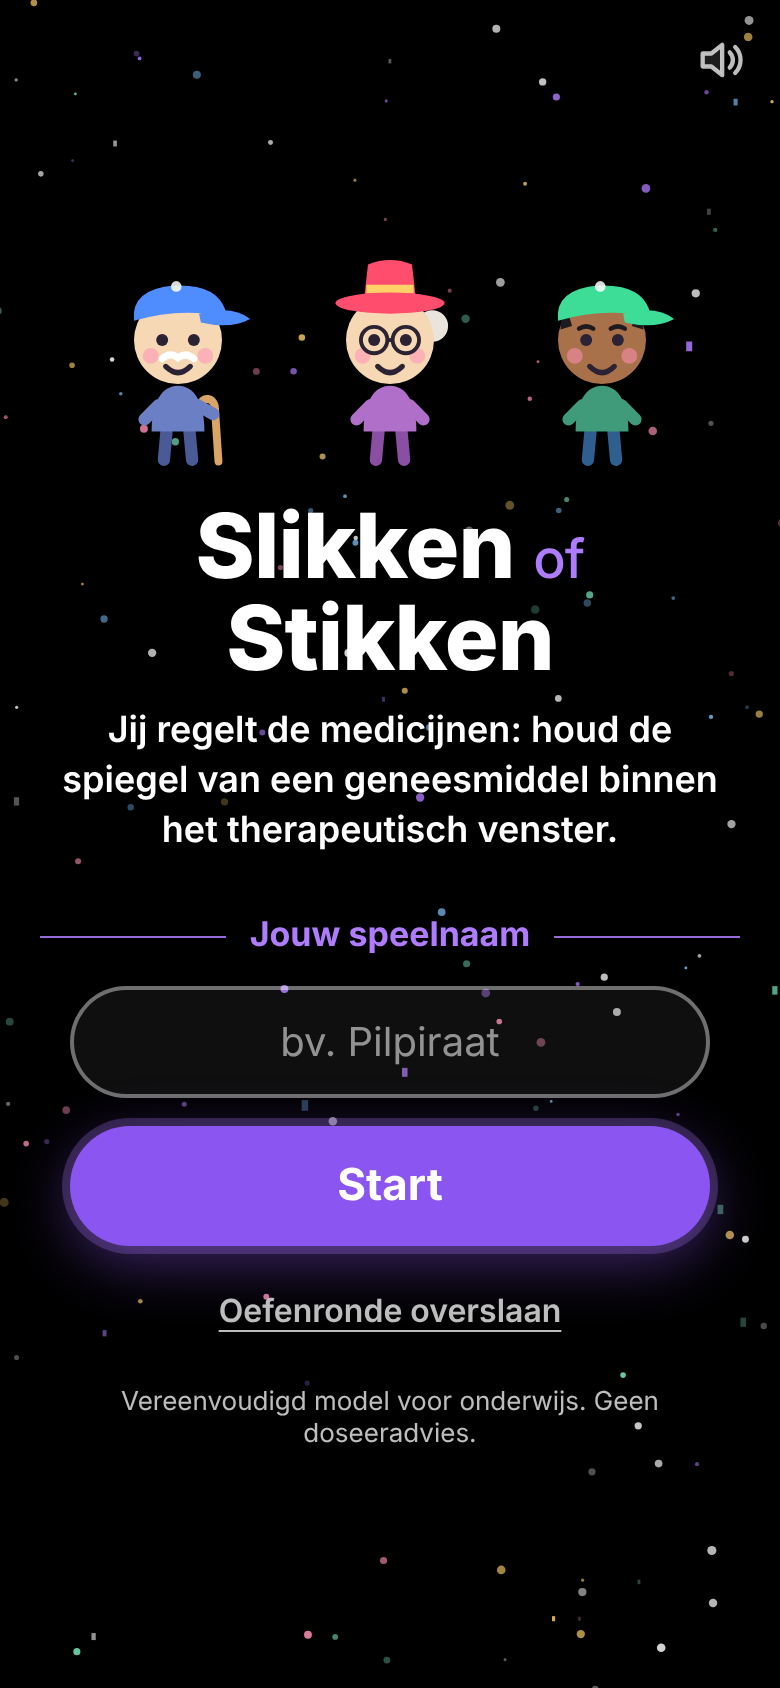 Slikken of
Stikken
Jij regelt de medicijnen: houd de
spiegel van een geneesmiddel binnen
het therapeutisch venster.
Jouw speelnaam
bv. Pilpiraat
Start
Oefenronde overslaan
Vereenvoudigd model voor onderwijs. Geen
doseeradvies.